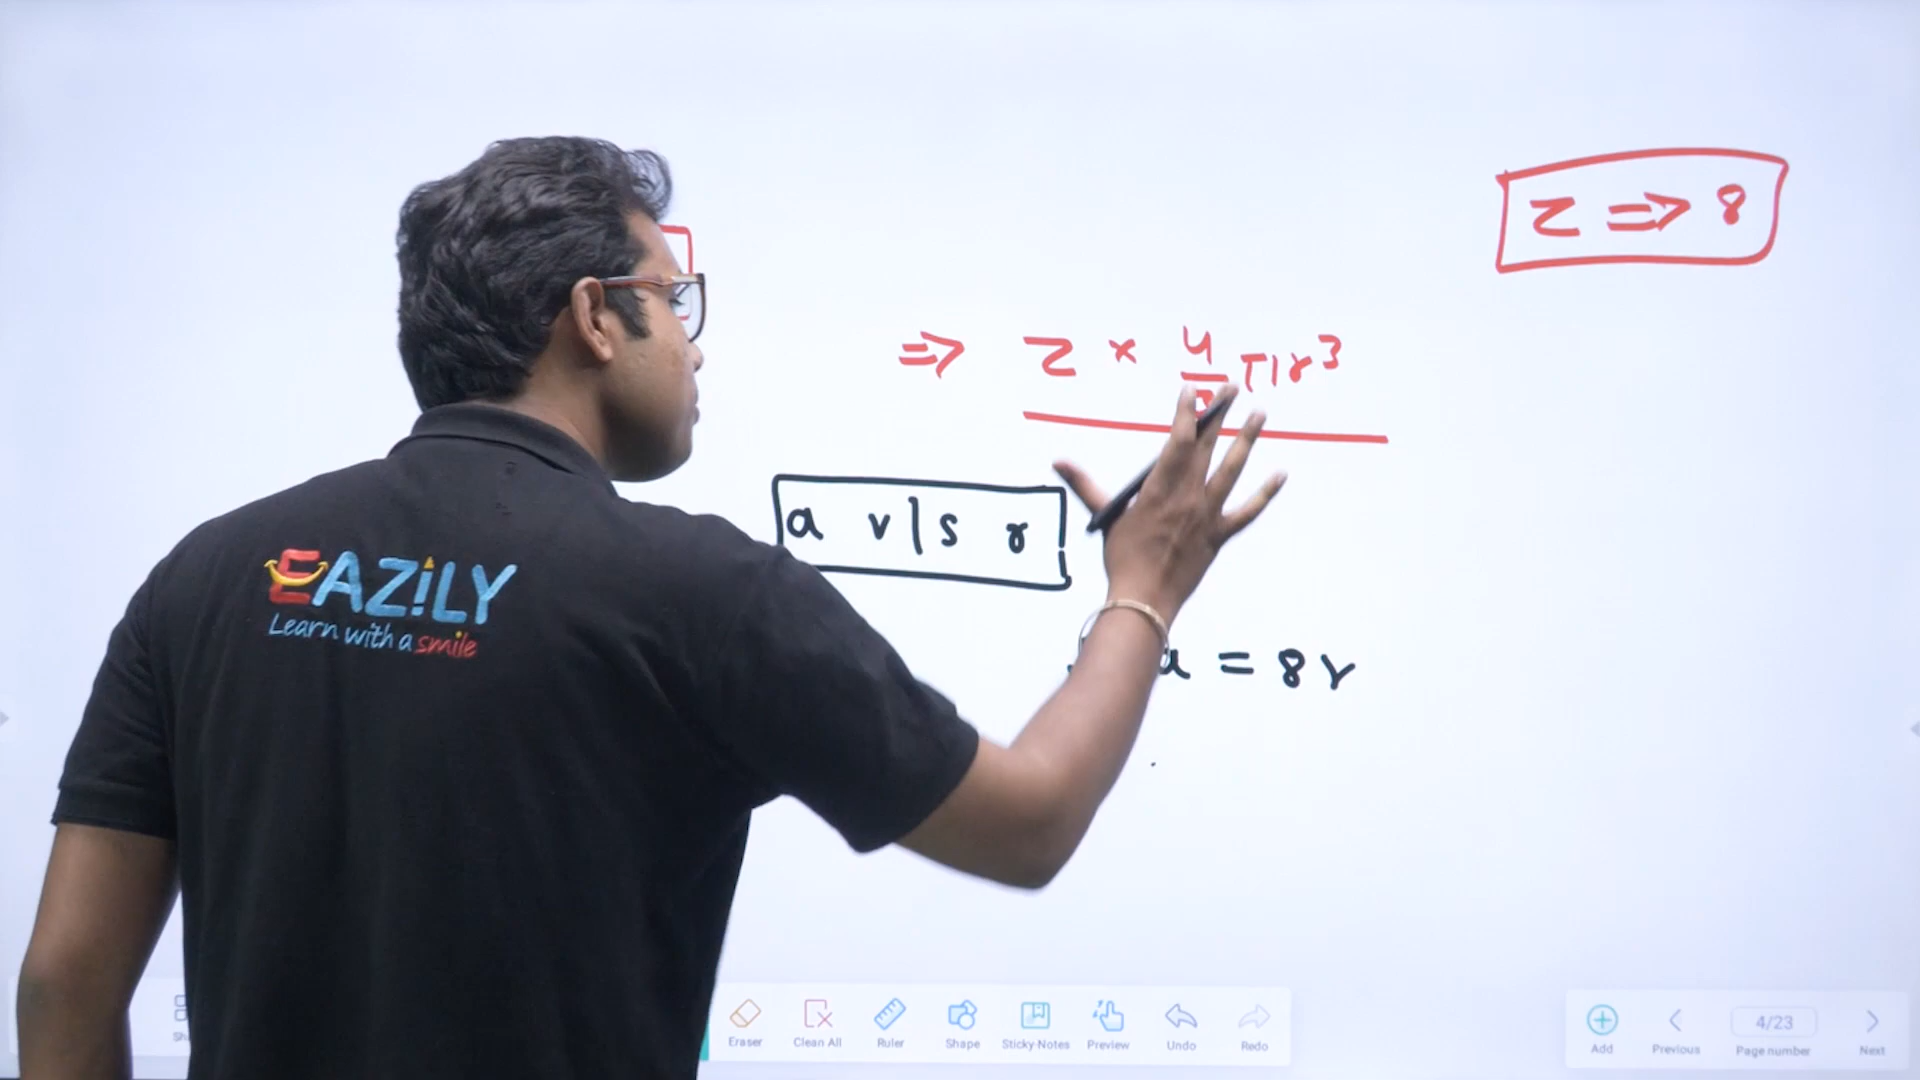 Z => 8
=> Z × 4 πr³
a v|s r
= 8r
EAZiLY
Learn with a smile
Eraser
Clean All
Ruler
Shape
Sticky Notes
Preview
Undo
Redo
Add
Previous
4/23
Page number
Next